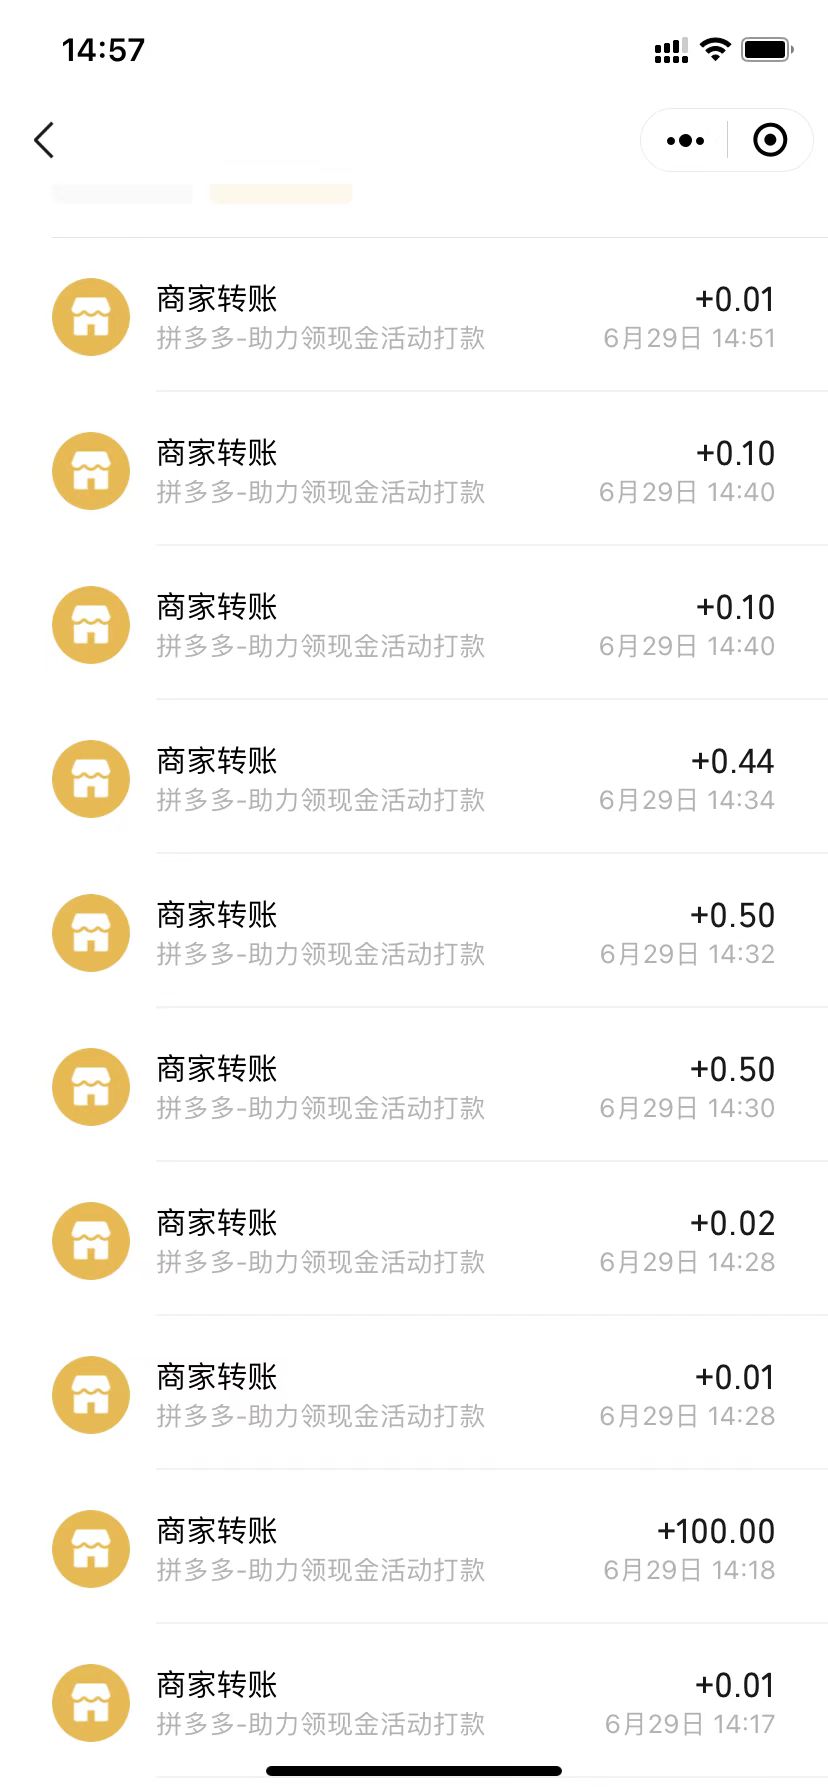 14:57
商家转账 +0.01
拼多多-助力领现金活动打款 6月29日 14:51
商家转账 +0.10
拼多多-助力领现金活动打款 6月29日 14:40
商家转账 +0.10
拼多多-助力领现金活动打款 6月29日 14:40
商家转账 +0.44
拼多多-助力领现金活动打款 6月29日 14:34
商家转账 +0.50
拼多多-助力领现金活动打款 6月29日 14:32
商家转账 +0.50
拼多多-助力领现金活动打款 6月29日 14:30
商家转账 +0.02
拼多多-助力领现金活动打款 6月29日 14:28
商家转账 +0.01
拼多多-助力领现金活动打款 6月29日 14:28
商家转账 +100.00
拼多多-助力领现金活动打款 6月29日 14:18
商家转账 +0.01
拼多多-助力领现金活动打款 6月29日 14:17